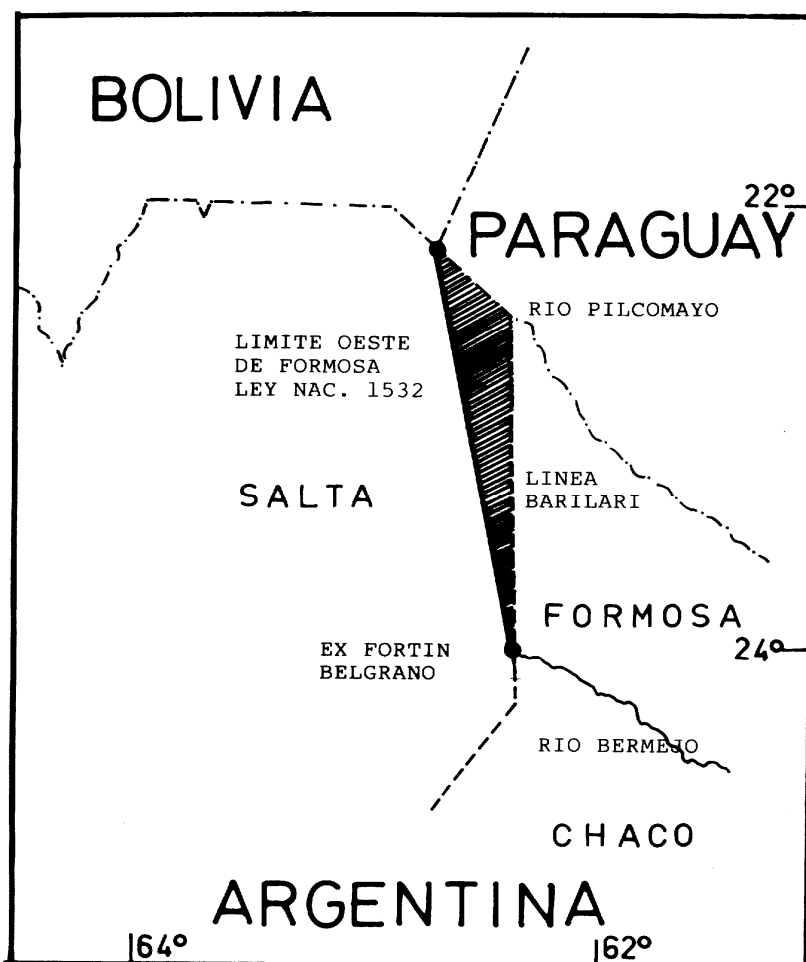 BOLIVIA
22°
PARAGUAY
RIO PILCOMAYO
LIMITE OESTE
DE FORMOSA
LEY NAC. 1532
LINEA
BARILARI
SALTA
FORMOSA
24°
EX FORTIN
BELGRANO
RIO BERMEJO
CHACO
ARGENTINA
64°
62°